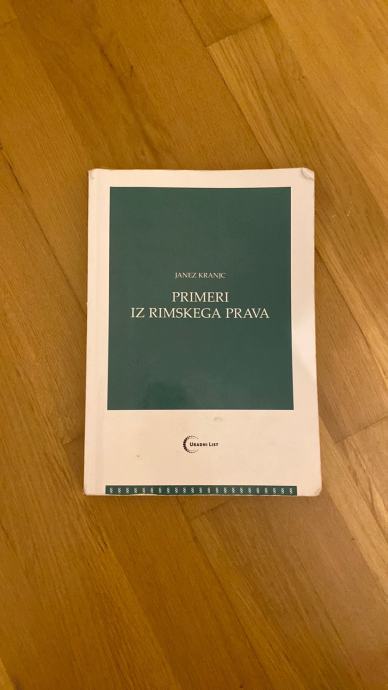 JANEZ KRANJC
PRIMERI
IZ RIMSKEGA PRAVA
URADNI LIST